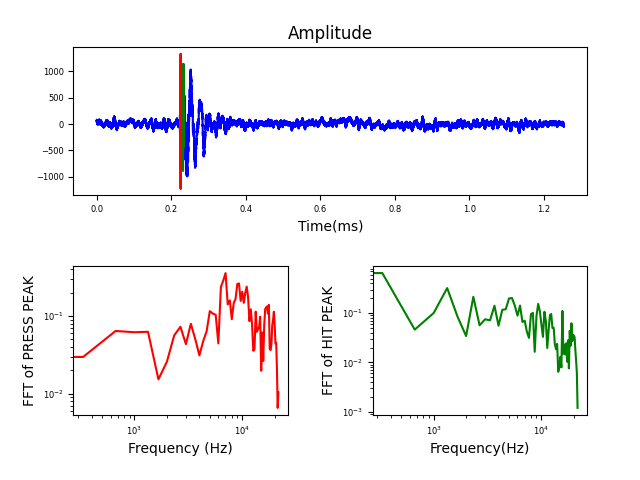 Amplitude
1000
500
0
−500
−1000
0.0 0.2 0.4 0.6 0.8 1.0 1.2
Time(ms)
FFT of PRESS PEAK
10⁻¹
10⁻²
10³ 10⁴
Frequency (Hz)
FFT of HIT PEAK
10⁻¹
10⁻²
10⁻³
10³ 10⁴
Frequency(Hz)